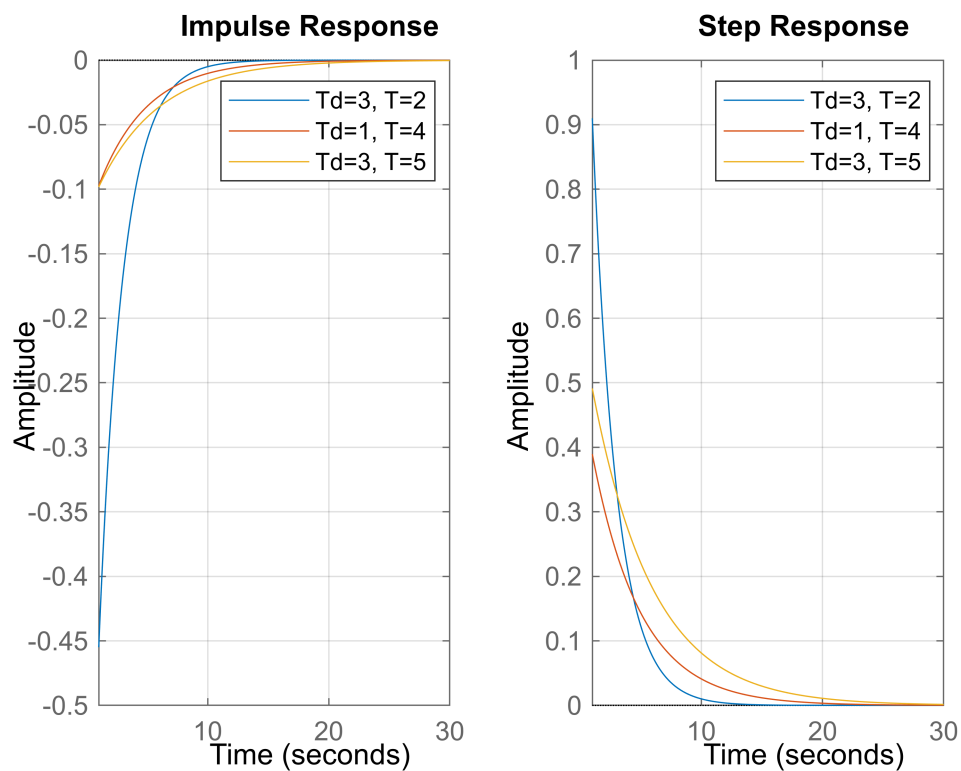 Impulse Response
0
-0.05
-0.1
-0.15
-0.2
-0.25
-0.3
-0.35
-0.4
-0.45
-0.5
Amplitude
Td=3, T=2
Td=1, T=4
Td=3, T=5
10
20
30
Time (seconds)
Step Response
1
0.9
0.8
0.7
0.6
0.5
0.4
0.3
0.2
0.1
0
Amplitude
Td=3, T=2
Td=1, T=4
Td=3, T=5
10
20
30
Time (seconds)